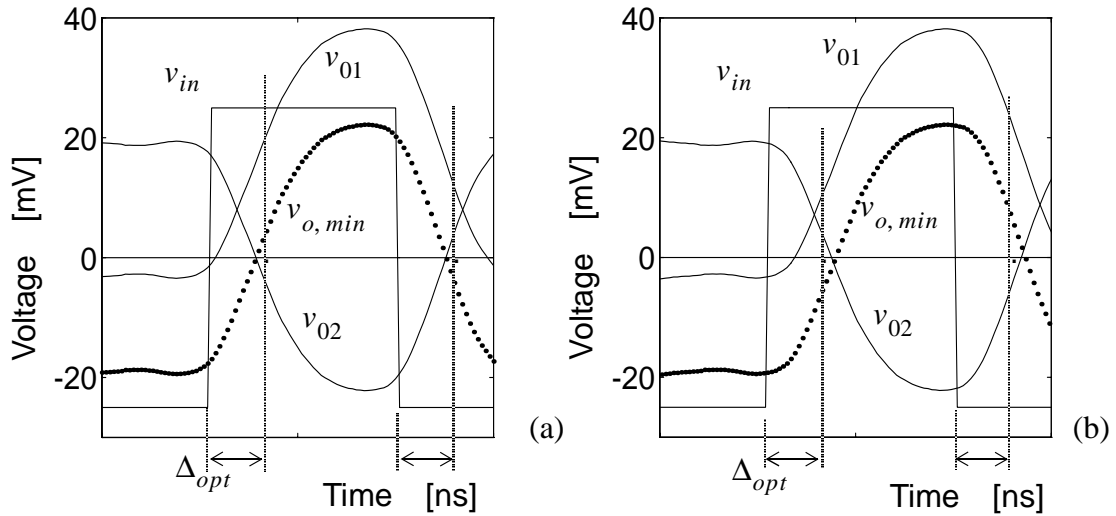 40
20
0
-20
Voltage [mV]
v_in
v_01
v_o, min
v_02
Δ_opt
Time [ns]
(a)
40
20
0
-20
Voltage [mV]
v_in
v_01
v_o, min
v_02
Δ_opt
Time [ns]
(b)